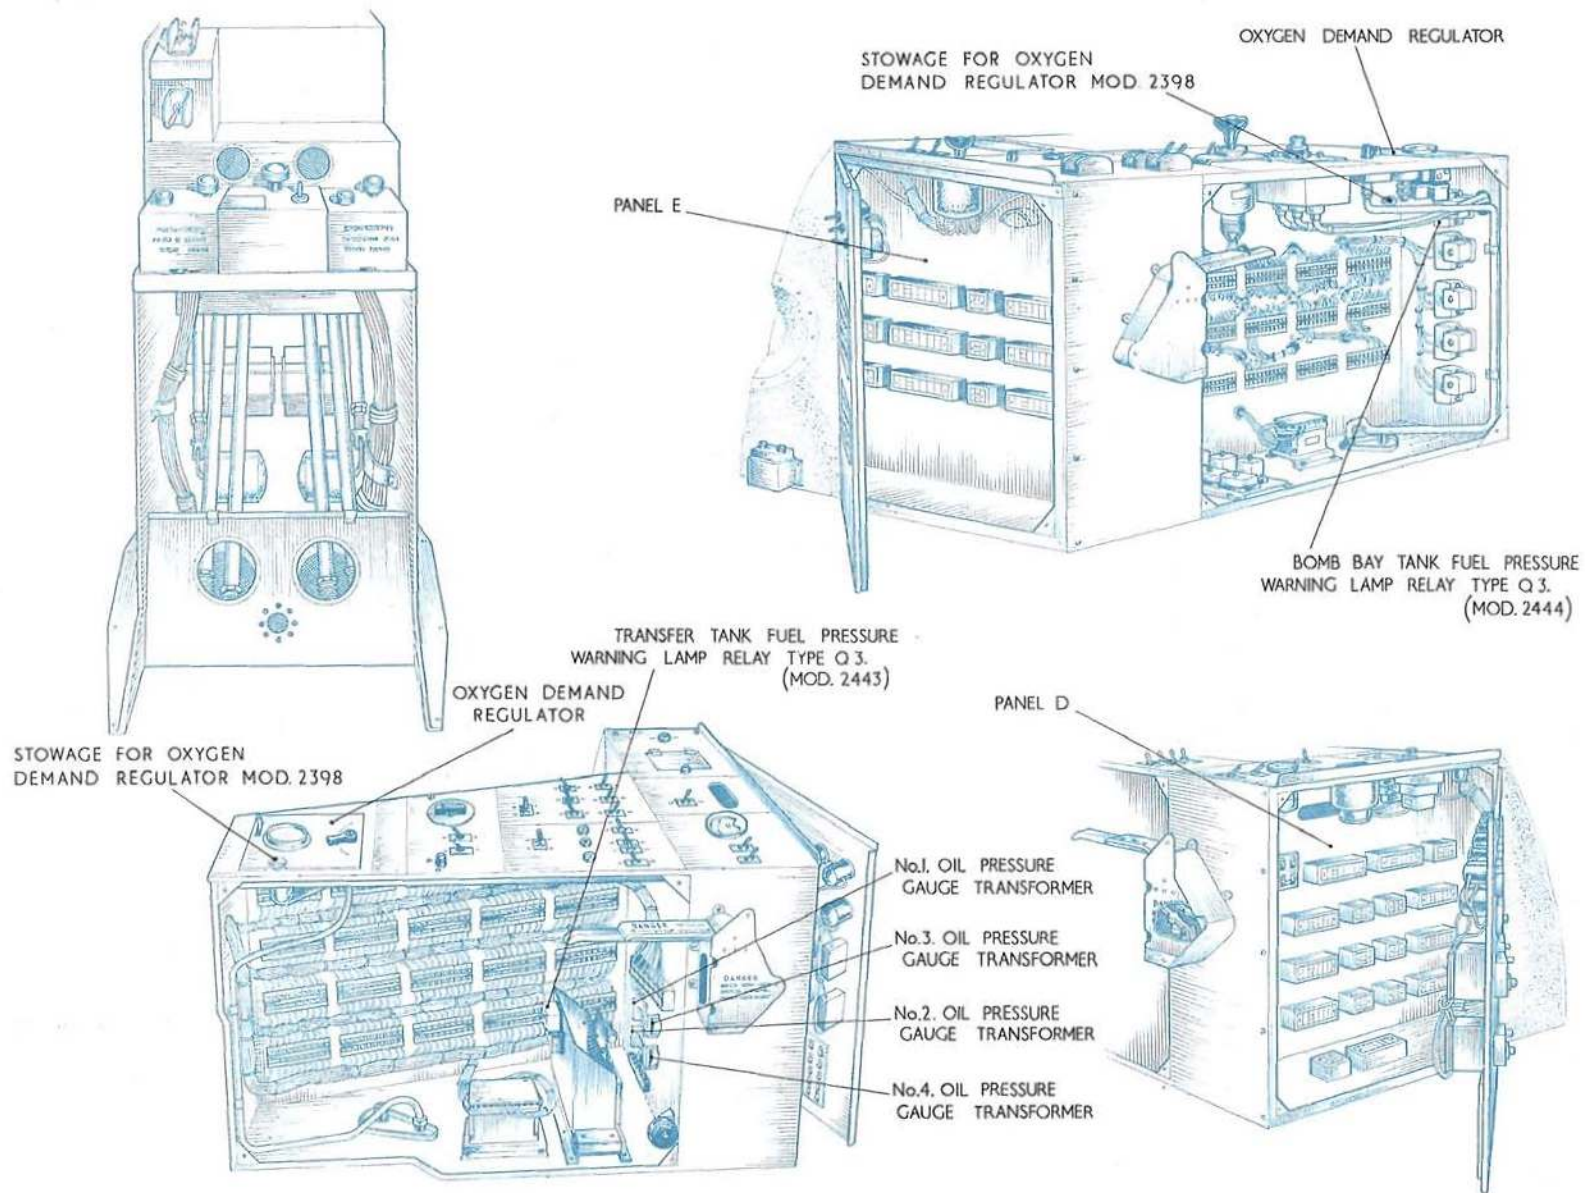 OXYGEN DEMAND REGULATOR
STOWAGE FOR OXYGEN
DEMAND REGULATOR MOD. 2398
PANEL E
BOMB BAY TANK FUEL PRESSURE
WARNING LAMP RELAY TYPE Q 3.
(MOD. 2444)
TRANSFER TANK FUEL PRESSURE
WARNING LAMP RELAY TYPE Q 3.
(MOD. 2443)
OXYGEN DEMAND
REGULATOR
STOWAGE FOR OXYGEN
DEMAND REGULATOR MOD. 2398
PANEL D
No.1. OIL PRESSURE
GAUGE TRANSFORMER
No.3. OIL PRESSURE
GAUGE TRANSFORMER
No.2. OIL PRESSURE
GAUGE TRANSFORMER
No.4. OIL PRESSURE
GAUGE TRANSFORMER
DANGER
DANGER